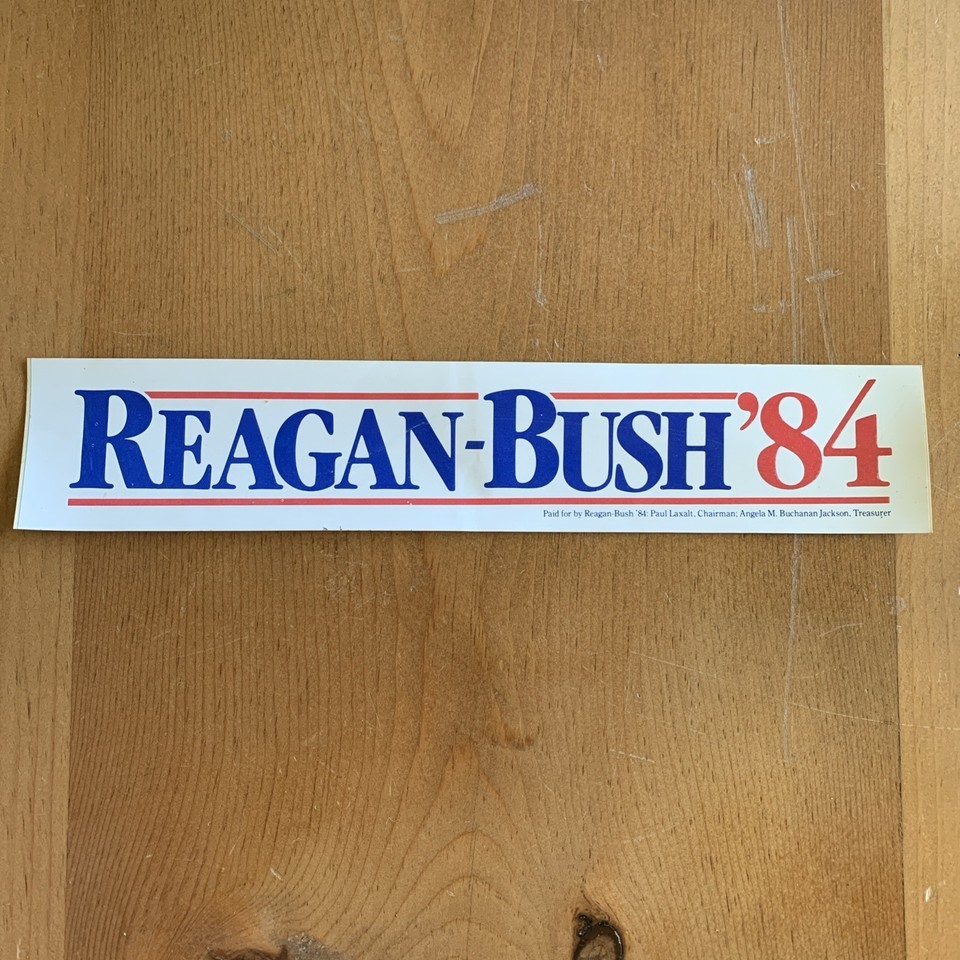 REAGAN-BUSH '84
Paid for by Reagan-Bush '84: Paul Laxalt, Chairman; Angela M. Buchanan Jackson, Treasurer